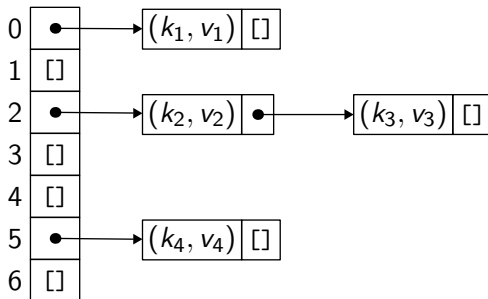 0 (k₁, v₁) []
1 []
2 (k₂, v₂) (k₃, v₃) []
3 []
4 []
5 (k₄, v₄) []
6 []